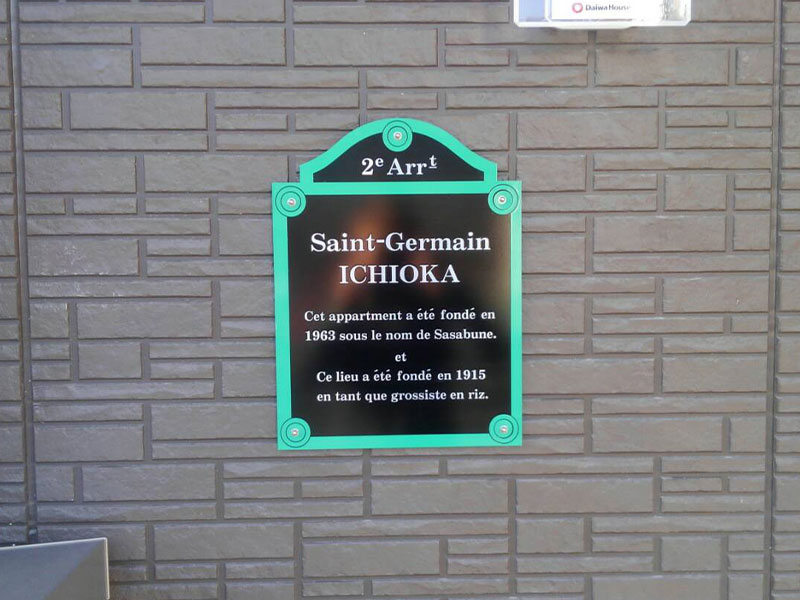 Daiwa House
2e Arrt
Saint-Germain
ICHIOKA
Cet appartment a été fondé en
1963 sous le nom de Sasabune.
et
Ce lieu a été fondé en 1915
en tant que grossiste en riz.